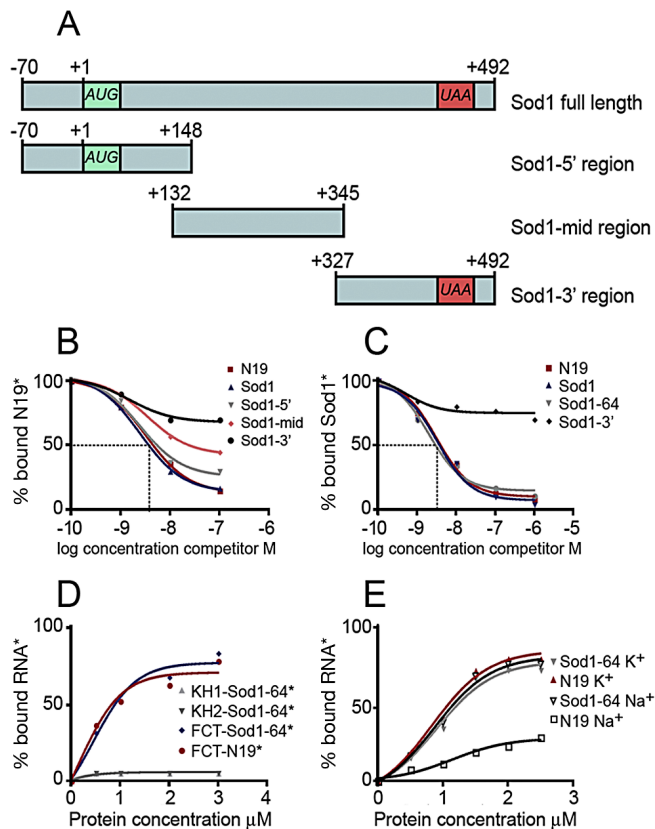 A
-70 +1 +492
AUG UAA
Sod1 full length
-70 +1 +148
AUG
Sod1-5' region
+132 +345
Sod1-mid region
+327 +492
UAA
Sod1-3' region
B
% bound N19*
100
50
0
-10 -9 -8 -7 -6
log concentration competitor M
N19
Sod1
Sod1-5'
Sod1-mid
Sod1-3'
C
% bound Sod1*
100
50
0
-10 -9 -8 -7 -6 -5
log concentration competitor M
N19
Sod1
Sod1-64
Sod1-3'
D
% bound RNA*
100
50
0
0 1 2 3 4
Protein concentration µM
KH1-Sod1-64*
KH2-Sod1-64*
FCT-Sod1-64*
FCT-N19*
E
% bound RNA*
100
50
0
0 1 2 3
Protein concentration µM
Sod1-64 K+
N19 K+
Sod1-64 Na+
N19 Na+